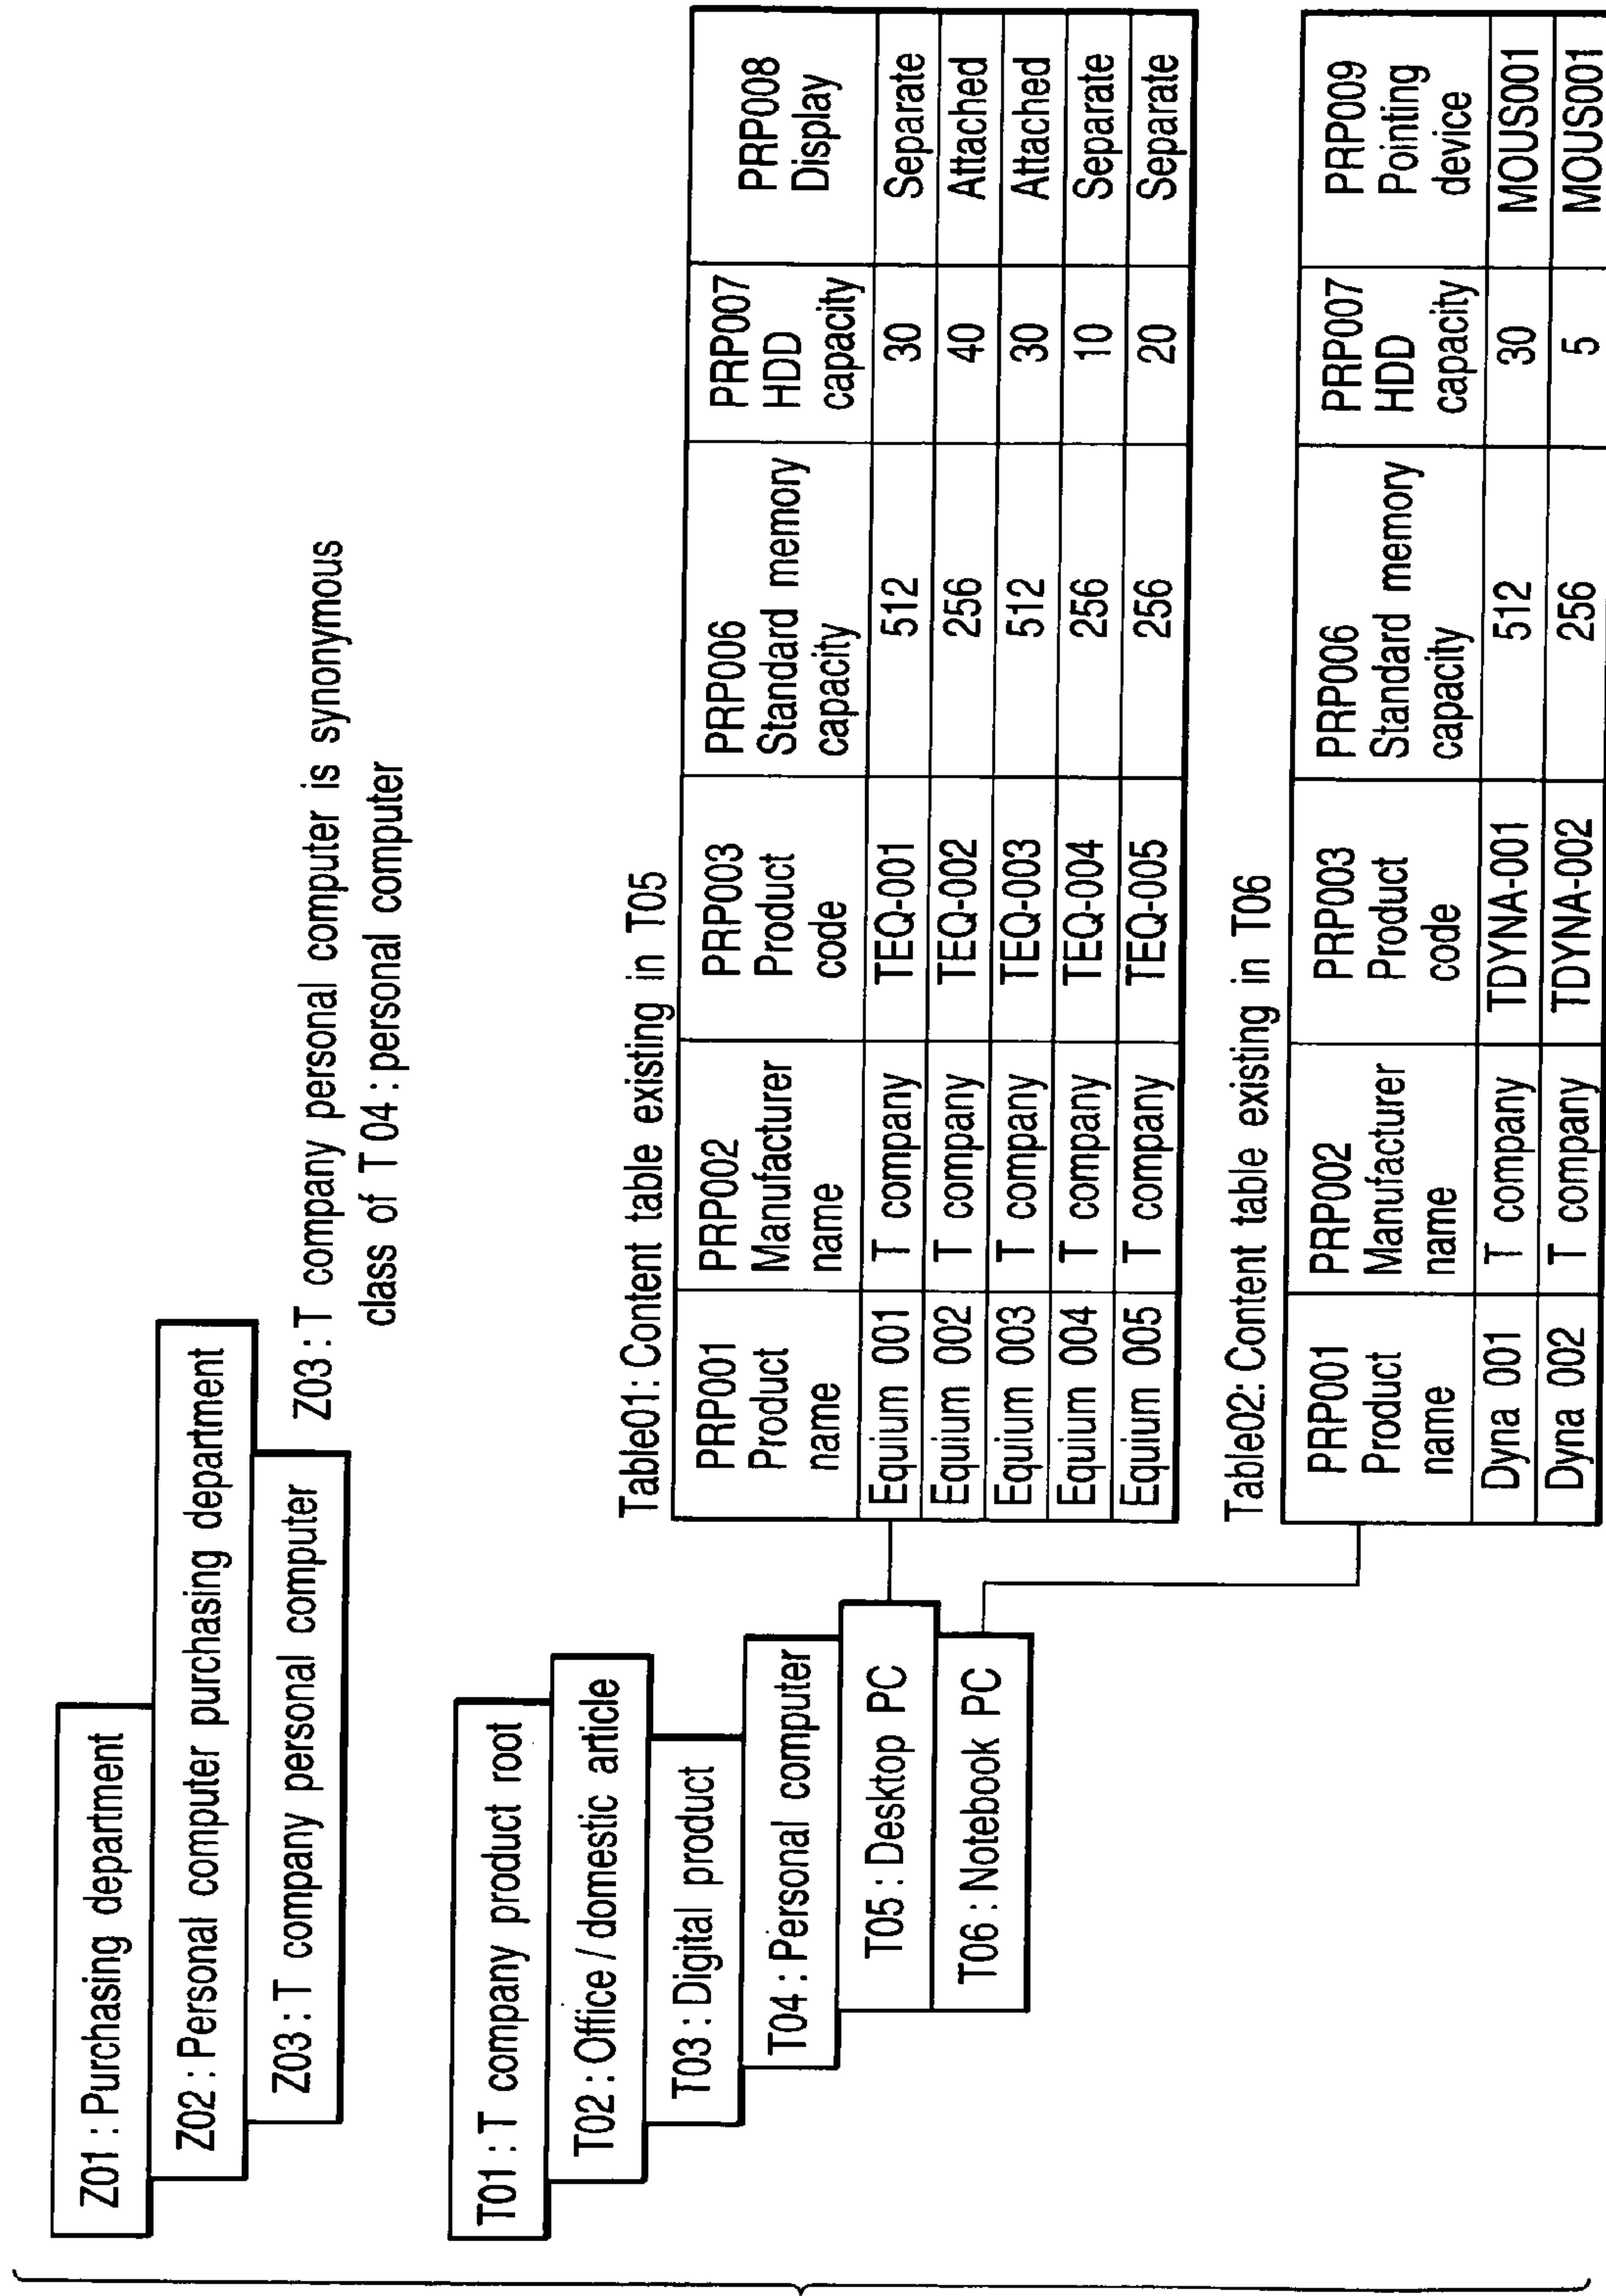 Z01 : Purchasing department
Z02 : Personal computer purchasing department
Z03 : T company personal computer
Z03 : T company personal computer is synonymous
class of T 04 : personal computer
T01 : T company product root
T02 : Office / domestic article
T03 : Digital product
T04 : Personal computer
T05 : Desktop PC
T06 : Notebook PC
Table01: Content table existing in T05
PRP001 Product name PRP002 Manufacturer name PRP003 Product code PRP006 Standard memory capacity PRP007 HDD capacity PRP008 Display
Equium 001 T company TEQ-001 512 30 Separate
Equium 002 T company TEQ-002 256 40 Attached
Equium 003 T company TEQ-003 512 30 Attached
Equium 004 T company TEQ-004 256 10 Separate
Equium 005 T company TEQ-005 256 20 Separate
Table02: Content table existing in T06
PRP001 Product name PRP002 Manufacturer name PRP003 Product code PRP006 Standard memory capacity PRP007 HDD capacity PRP009 Pointing device
Dyna 001 T company TDYNA-001 512 30 MOUS001
Dyna 002 T company TDYNA-002 256 5 MOUS001